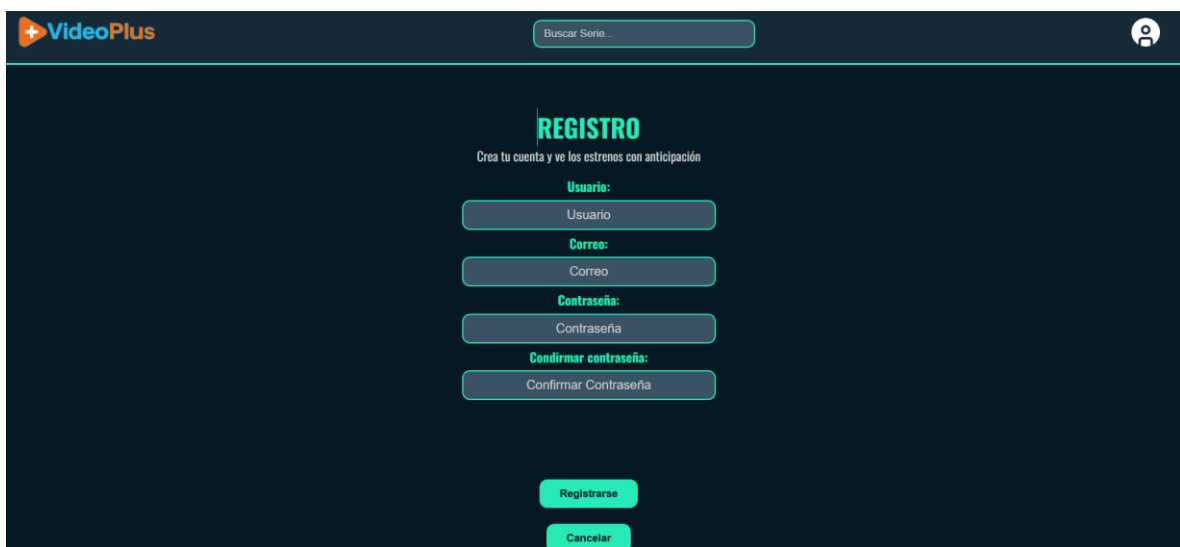 VideoPlus
Buscar Serie...
REGISTRO
Crea tu cuenta y ve los estrenos con anticipación
Usuario:
Usuario
Correo:
Correo
Contraseña:
Contraseña
Condirmar contraseña:
Confirmar Contraseña
Registrarse
Cancelar